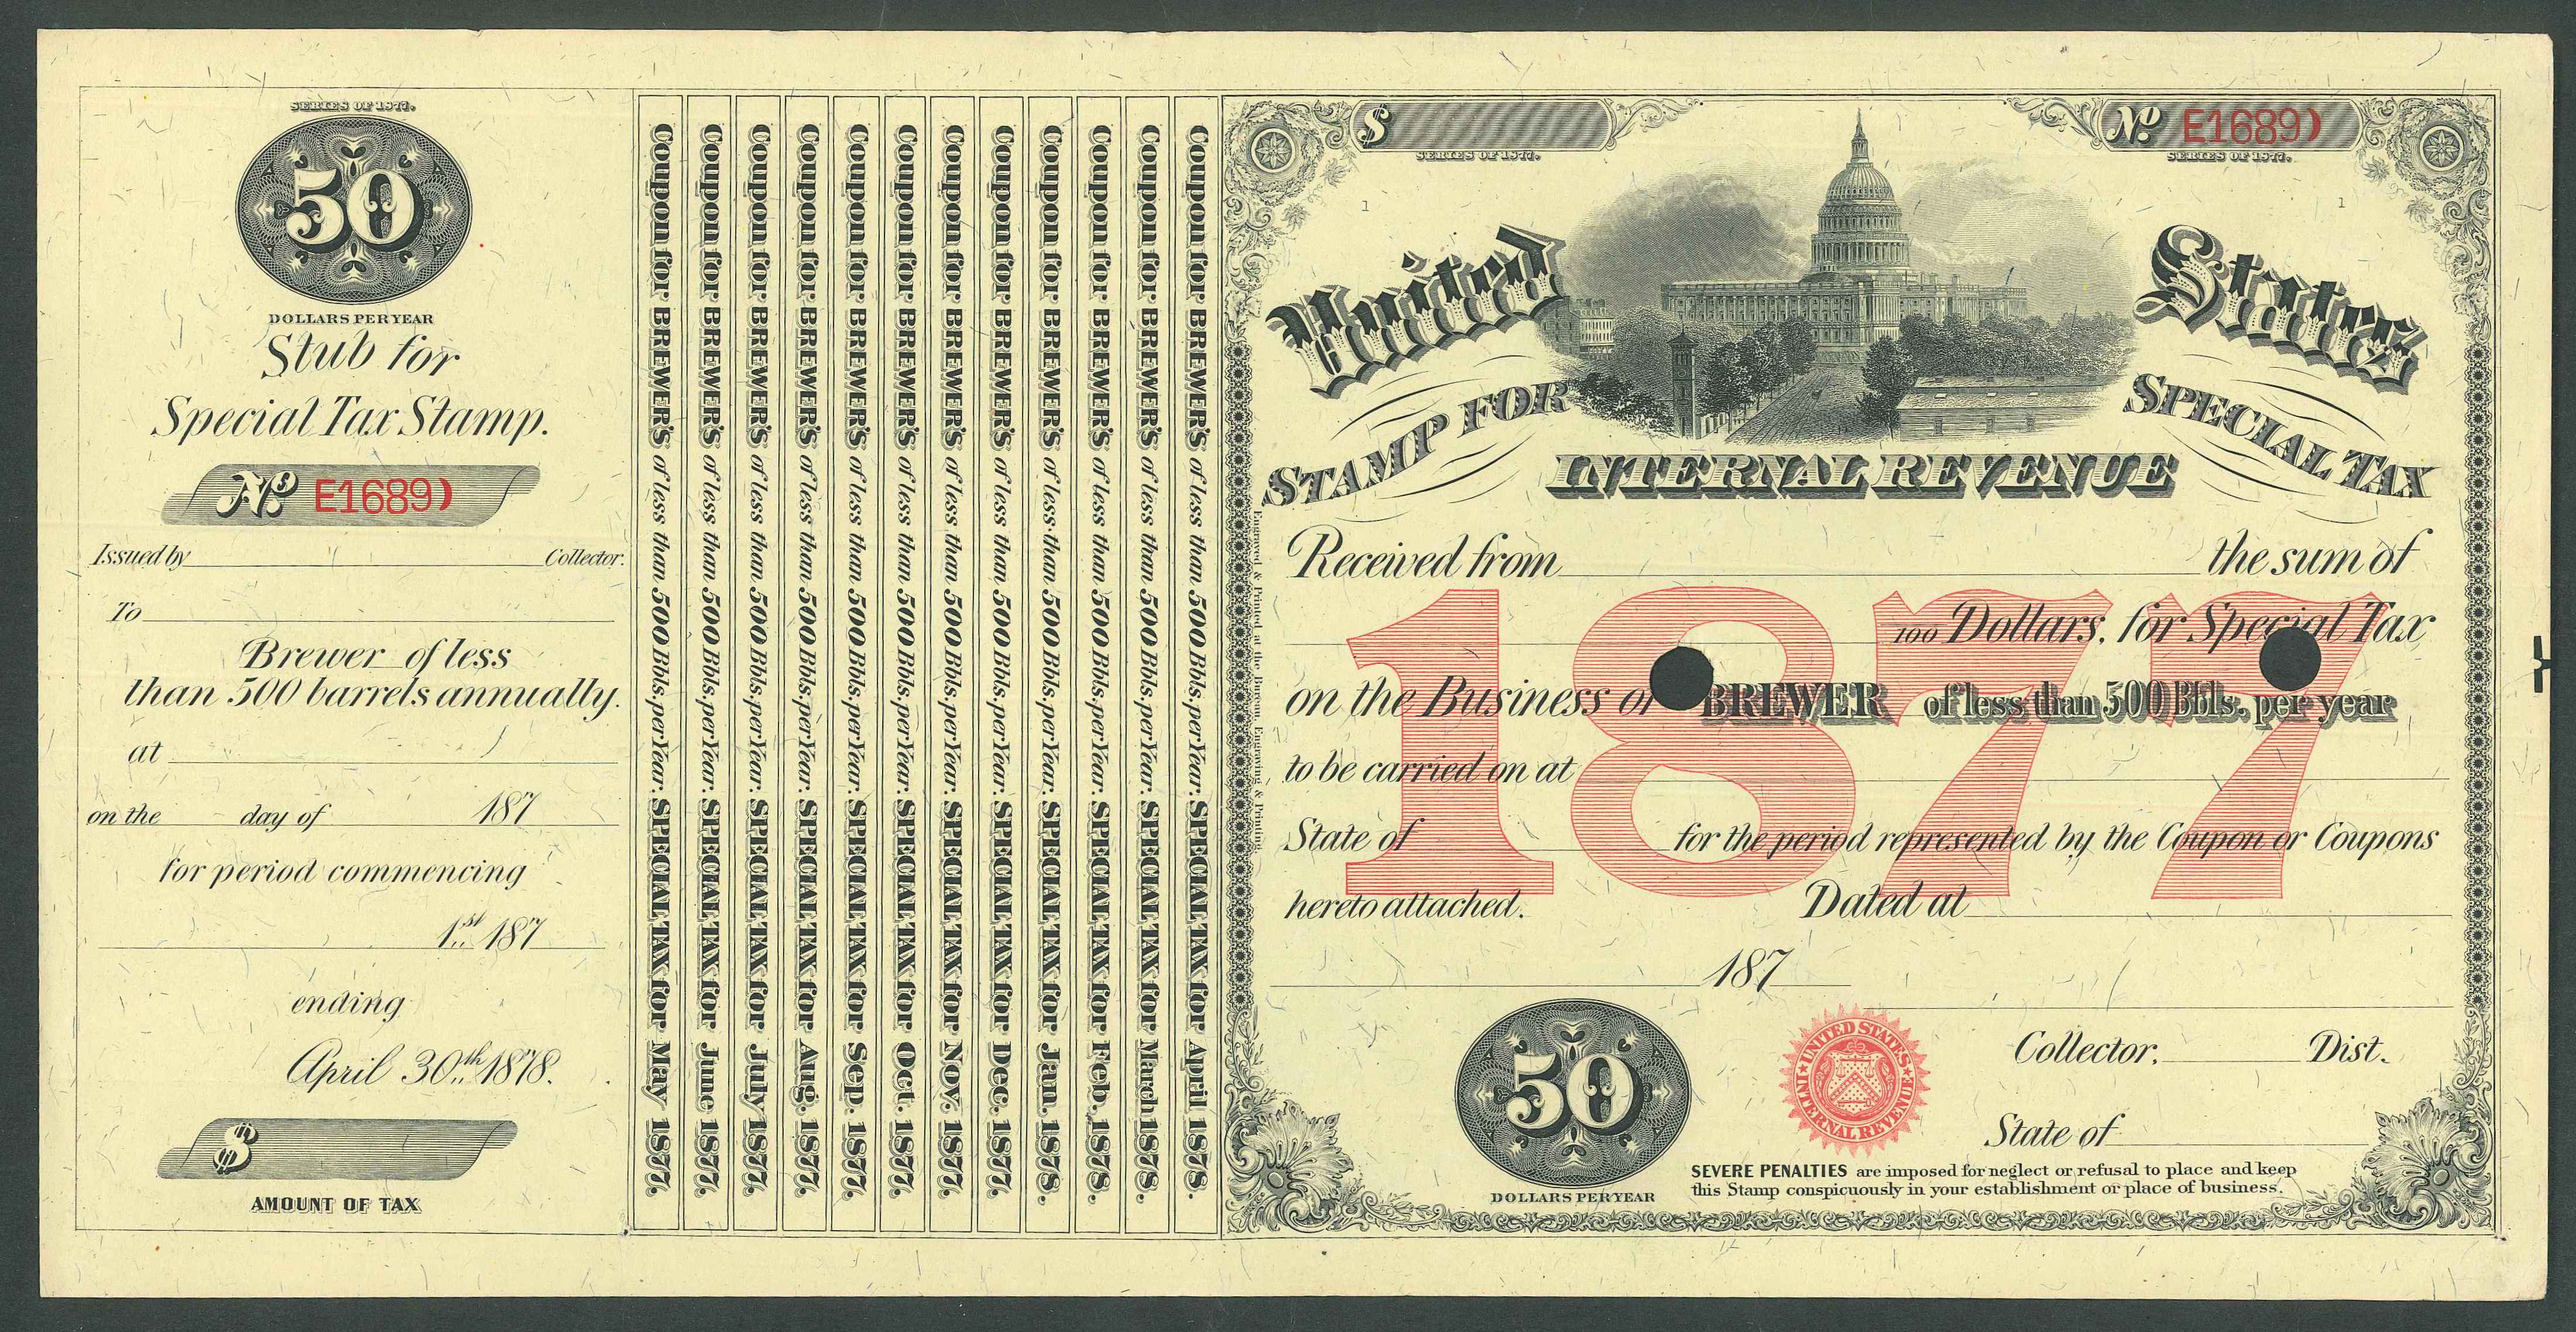 SERIES OF 1877.
50
DOLLARS PER YEAR
Stub for
Special Tax Stamp.
No. E1689)
Issued by Collector.
To
Brewer of less
than 500 barrels annually.
at
on the day of 187
for period commencing
1st 187
ending
April 30th 1878.
$
AMOUNT OF TAX
Coupon for BREWER'S of less than 500 Bbls. per Year. SPECIAL TAX for May 1877.
Coupon for BREWER'S of less than 500 Bbls. per Year. SPECIAL TAX for June 1877.
Coupon for BREWER'S of less than 500 Bbls. per Year. SPECIAL TAX for July 1877.
Coupon for BREWER'S of less than 500 Bbls. per Year. SPECIAL TAX for Aug. 1877.
Coupon for BREWER'S of less than 500 Bbls. per Year. SPECIAL TAX for Sep. 1877.
Coupon for BREWER'S of less than 500 Bbls. per Year. SPECIAL TAX for Oct. 1877.
Coupon for BREWER'S of less than 500 Bbls. per Year. SPECIAL TAX for Nov. 1877.
Coupon for BREWER'S of less than 500 Bbls. per Year. SPECIAL TAX for Dec. 1877.
Coupon for BREWER'S of less than 500 Bbls. per Year. SPECIAL TAX for Jan. 1878.
Coupon for BREWER'S of less than 500 Bbls. per Year. SPECIAL TAX for Feb. 1878.
Coupon for BREWER'S of less than 500 Bbls. per Year. SPECIAL TAX for March 1878.
Coupon for BREWER'S of less than 500 Bbls. per Year. SPECIAL TAX for April 1878.
Engraved & Printed at the Bureau, Engraving & Printing.
$ No. E1689)
SERIES OF 1877. SERIES OF 1877.
1 1
United States
STAMP FOR SPECIAL TAX
INTERNAL REVENUE
Received from the sum of
100 Dollars, for Special Tax
1877
on the Business of BREWER of less than 500 Bbls. per year
to be carried on at
State of for the period represented by the Coupon or Coupons
hereto attached. Dated at
187
50
DOLLARS PER YEAR
UNITED STATES INTERNAL REVENUE
Collector, Dist.
State of
SEVERE PENALTIES are imposed for neglect or refusal to place and keep
this Stamp conspicuously in your establishment or place of business.